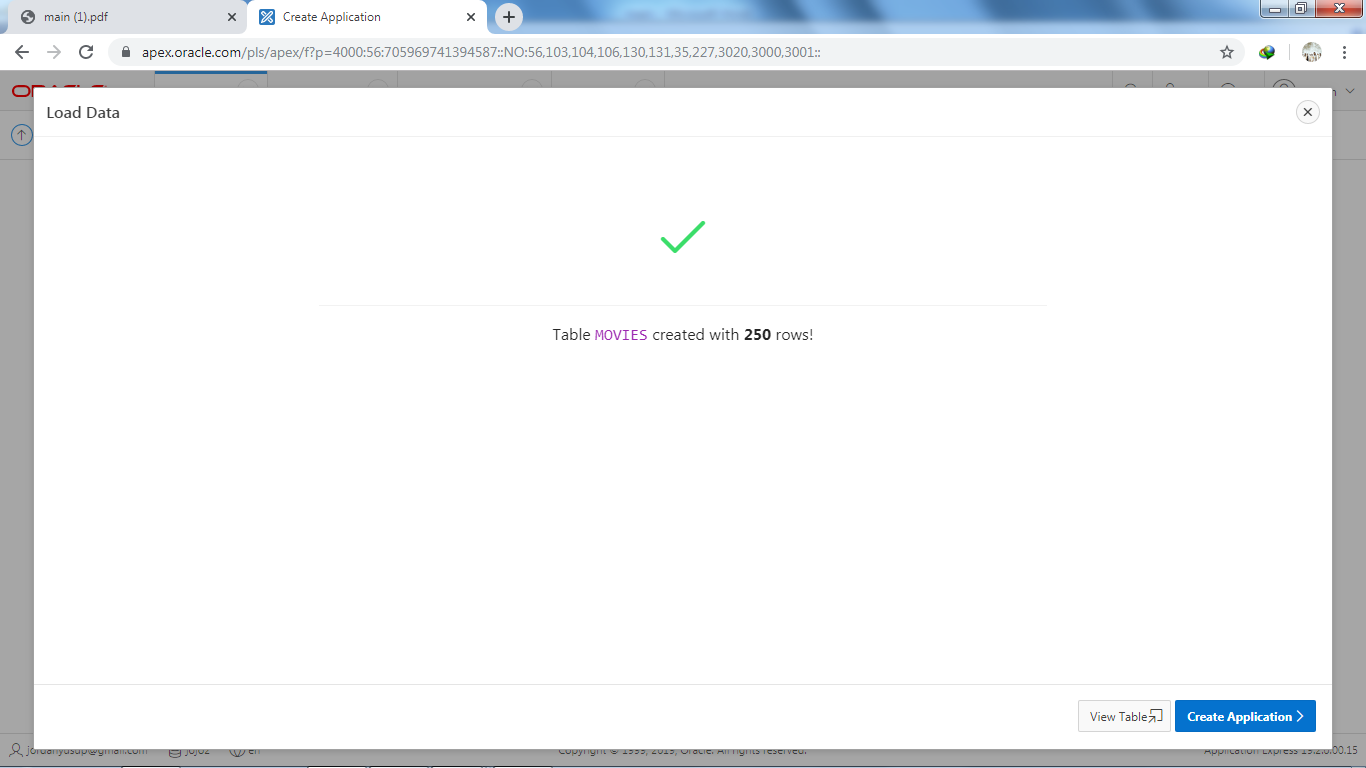 main (1).pdf
Create Application
apex.oracle.com/pls/apex/f?p=4000:56:705969741394587::NO:56,103,104,106,130,131,35,227,3020,3000,3001::
Load Data
Table MOVIES created with 250 rows!
View Table
Create Application
jordanyusup@gmail.com
jojo2
en
Copyright © 1999, 2019, Oracle. All rights reserved.
Application Express 19.2.0.00.15